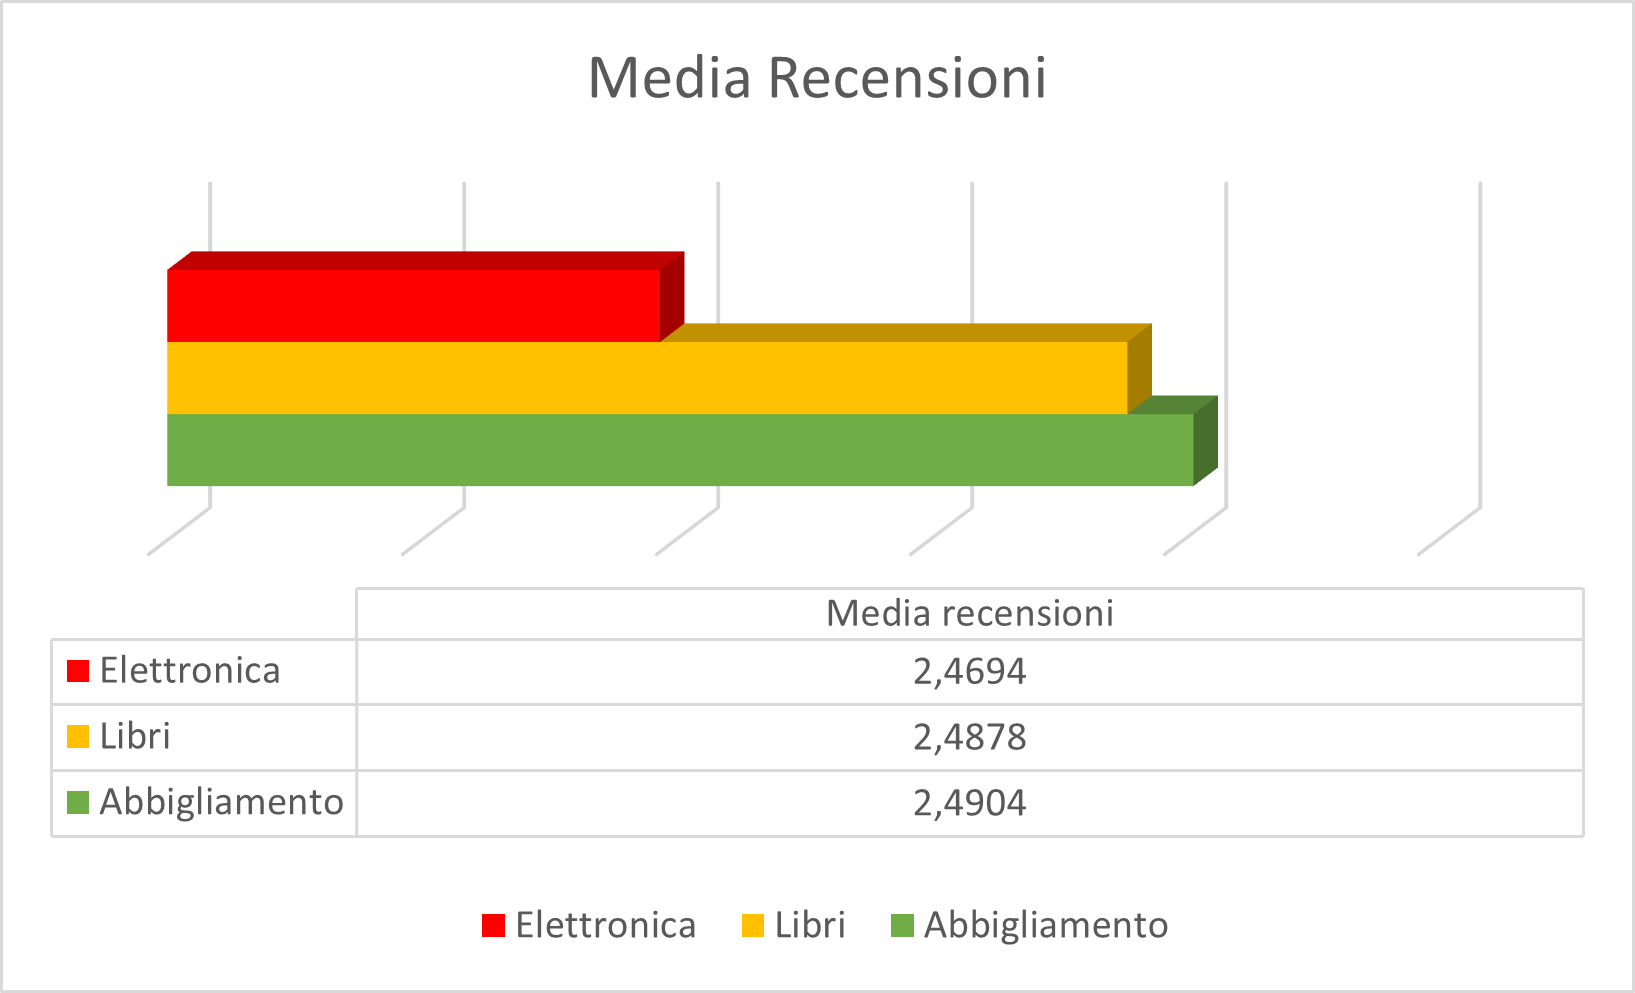 Media Recensioni
Media recensioni
Elettronica 2,4694
Libri 2,4878
Abbigliamento 2,4904
Elettronica Libri Abbigliamento